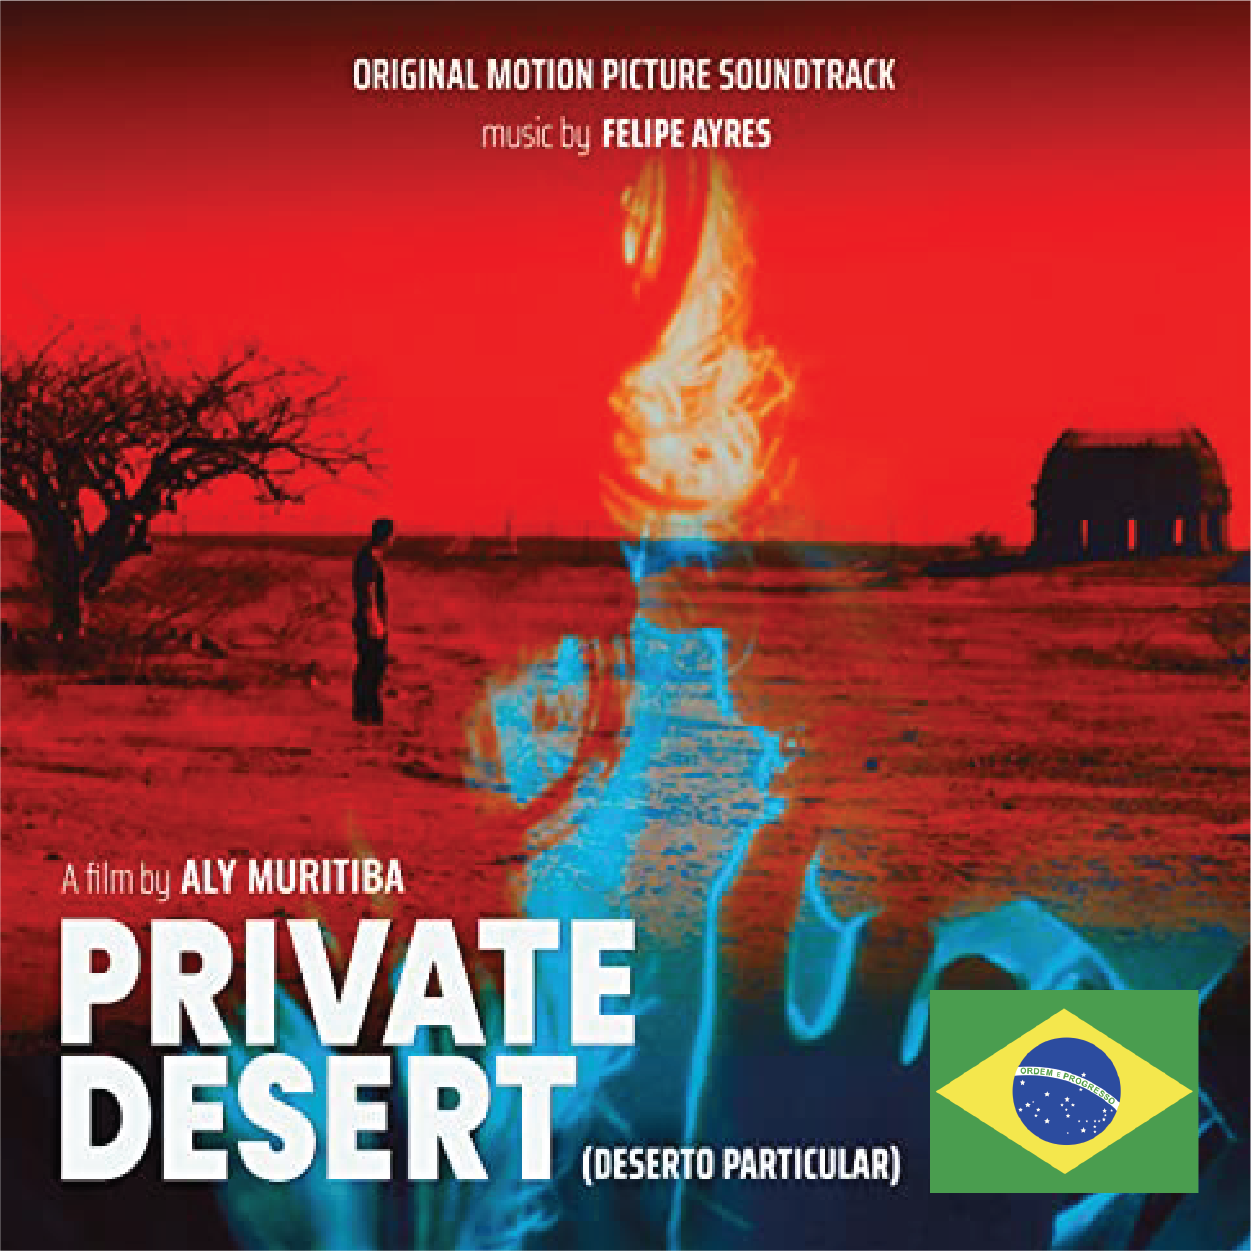 ORIGINAL MOTION PICTURE SOUNDTRACK
music by FELIPE AYRES
A film by ALY MURITIBA
PRIVATE
DESERT
(DESERTO PARTICULAR)
ORDEM E PROGRESSO